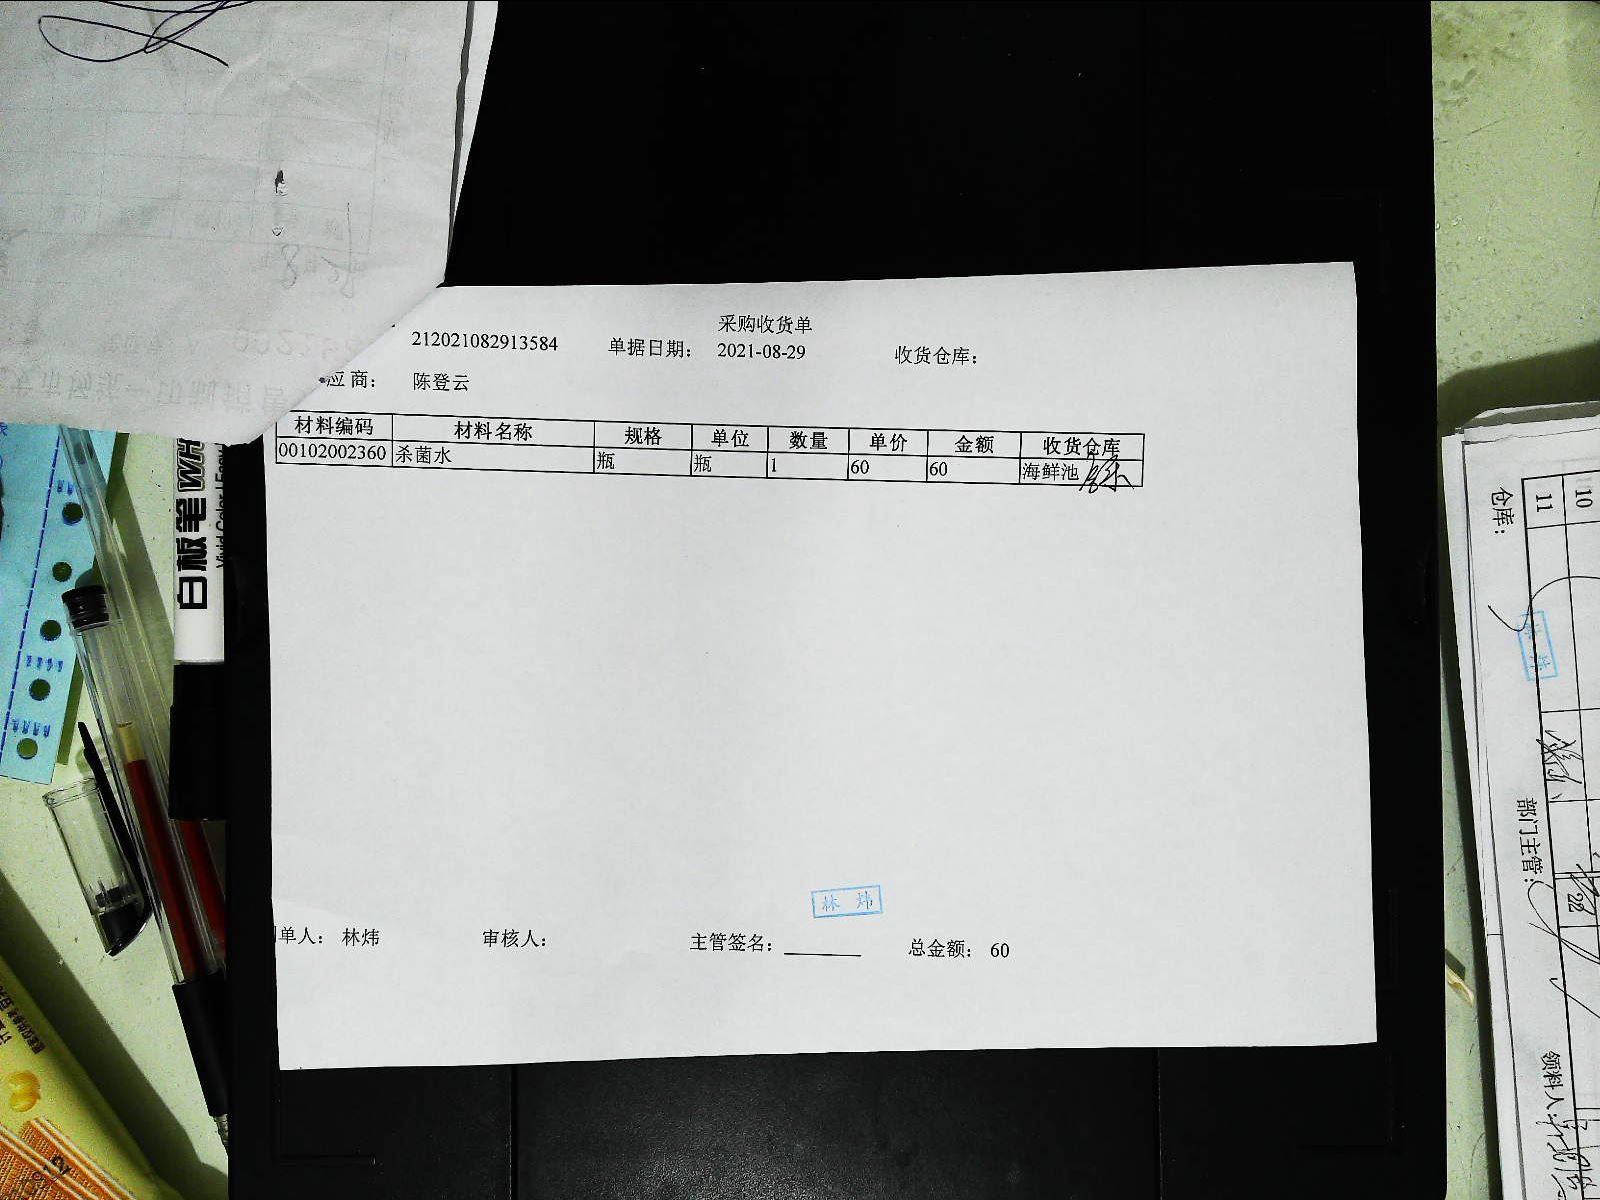 采购收货单
212021082913584 单据日期: 2021-08-29 收货仓库:
应商: 陈登云
材料编码 材料名称 规格 单位 数量 单价 金额 收货仓库
00102002360 杀菌水 瓶 瓶 1 60 60 海鲜池
林 炜
单人: 林炜 审核人: 主管签名: 总金额: 60
白板笔 WH
仓库:
11
10
部门主管:
领料人: